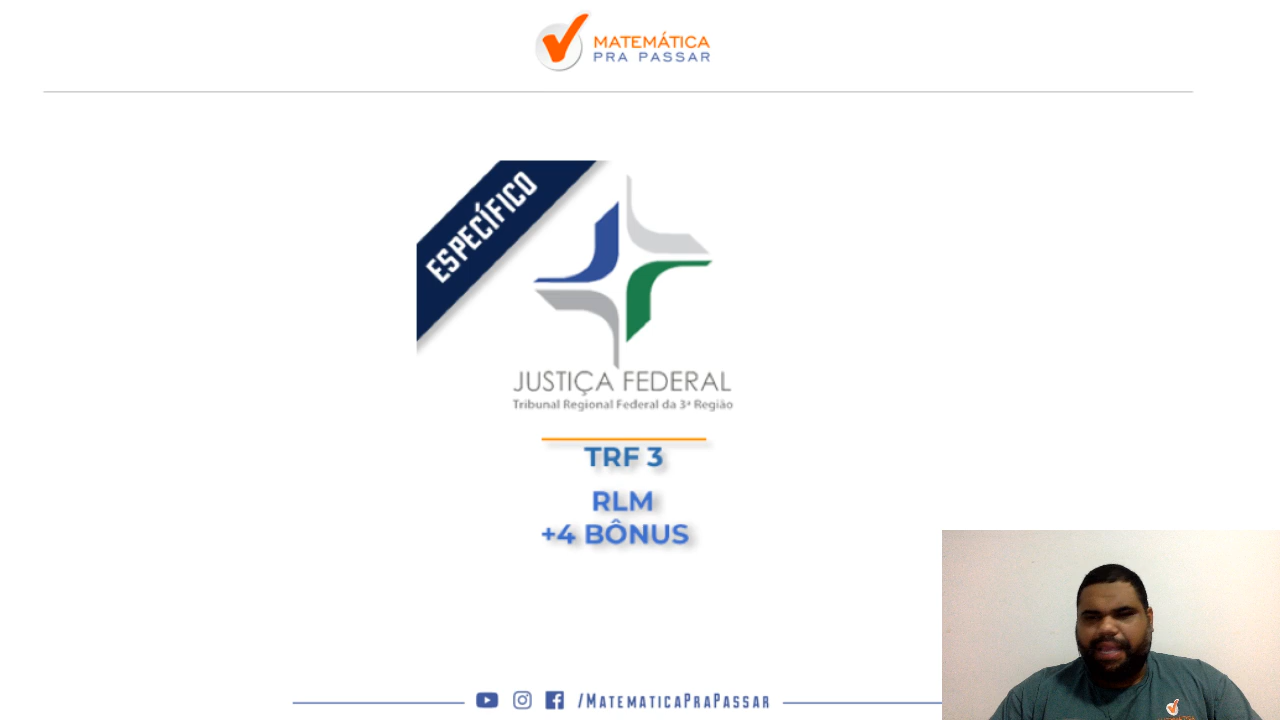 MATEMÁTICA
PRA PASSAR
ESPECÍFICO
JUSTIÇA FEDERAL
Tribunal Regional Federal da 3ª Região
TRF 3
RLM
+4 BÔNUS
/MATEMATICAPRAPASSAR